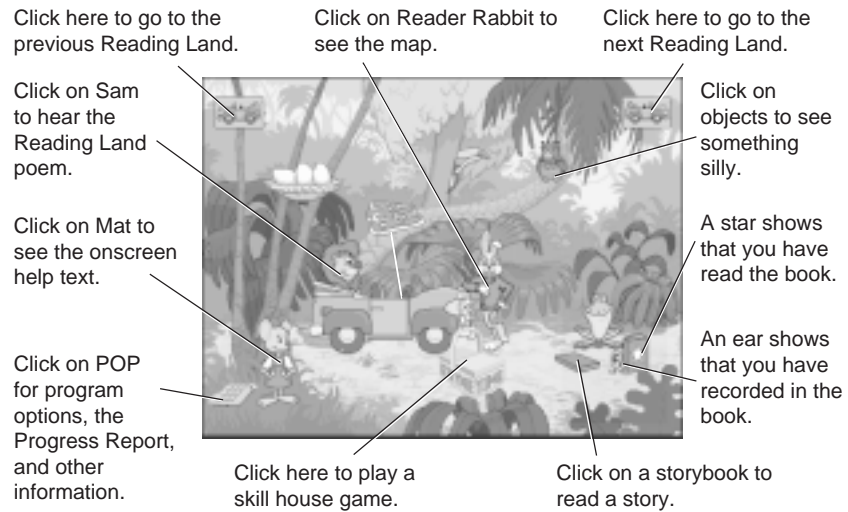 Click here to go to the
previous Reading Land.
Click on Reader Rabbit to
see the map.
Click here to go to the
next Reading Land.
Click on Sam
to hear the
Reading Land
poem.
Click on
objects to see
something
silly.
Click on Mat to
see the onscreen
help text.
A star shows
that you have
read the book.
Click on POP
for program
options, the
Progress Report,
and other
information.
An ear shows
that you have
recorded in the
book.
Click here to play a
skill house game.
Click on a storybook to
read a story.